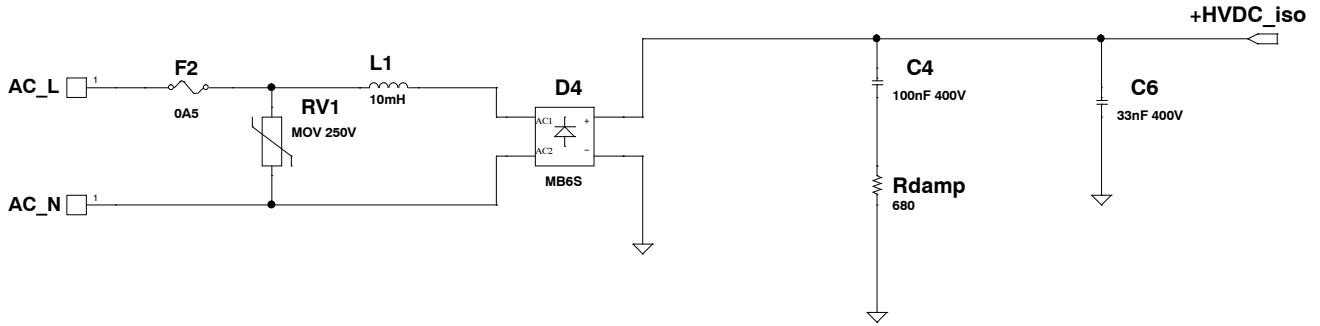 +HVDC_iso
AC_L
1
F2
0A5
L1
10mH
RV1
MOV 250V
D4
AC1
+
AC2
-
MB6S
C4
100nF 400V
C6
33nF 400V
Rdamp
680
AC_N
1